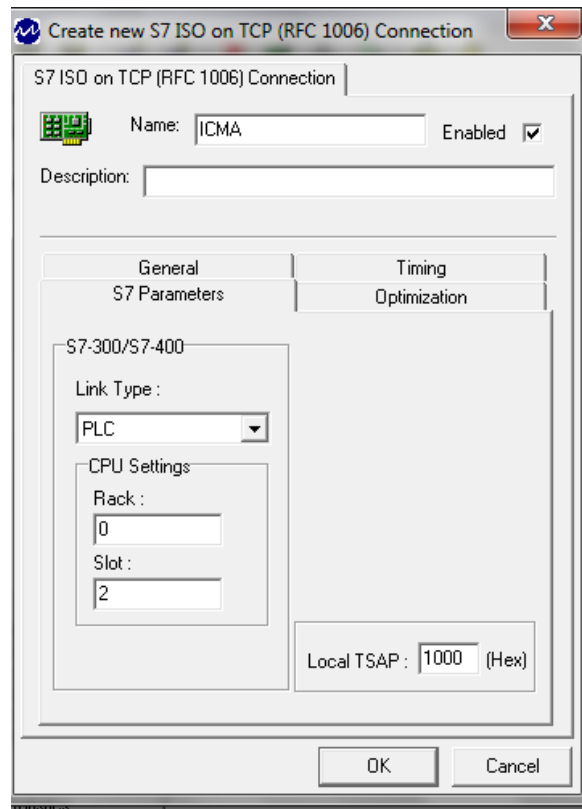 Create new S7 ISO on TCP (RFC 1006) Connection
S7 ISO on TCP (RFC 1006) Connection
Name: ICMA Enabled
Description:
General Timing
S7 Parameters Optimization
S7-300/S7-400
Link Type :
PLC
CPU Settings
Rack :
0
Slot :
2
Local TSAP : 1000 (Hex)
OK Cancel